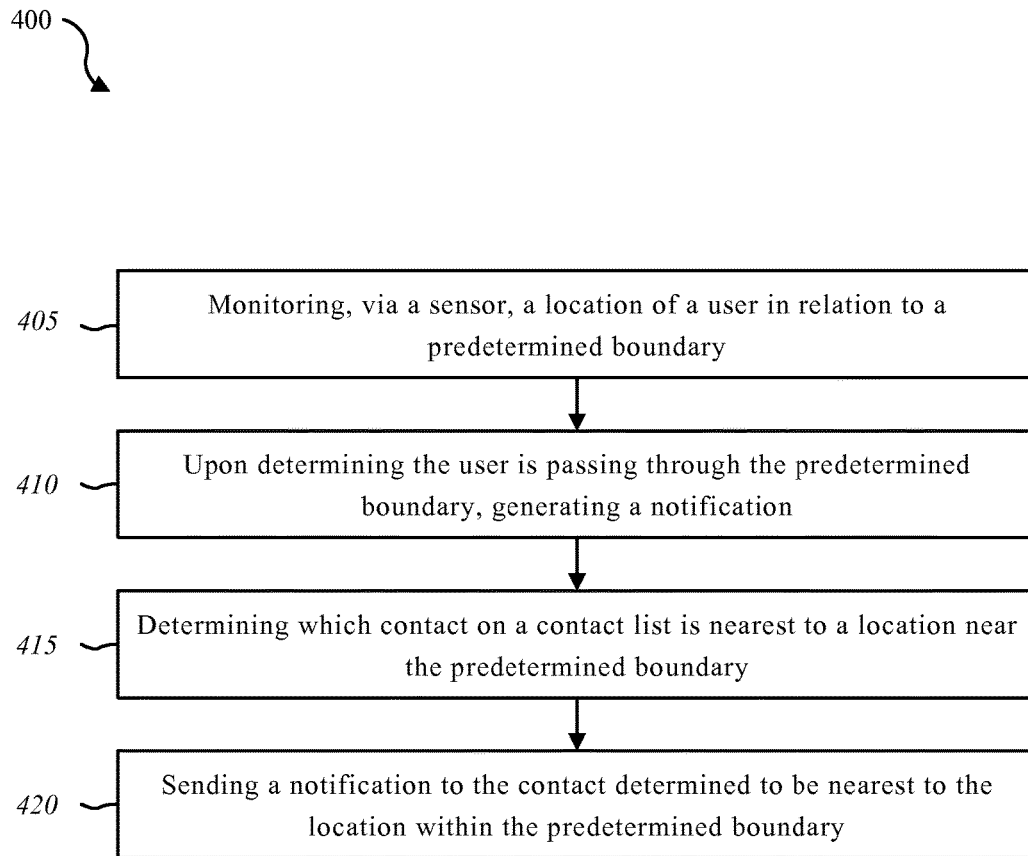 400
405
Monitoring, via a sensor, a location of a user in relation to a
predetermined boundary
410
Upon determining the user is passing through the predetermined
boundary, generating a notification
415
Determining which contact on a contact list is nearest to a location near
the predetermined boundary
420
Sending a notification to the contact determined to be nearest to the
location within the predetermined boundary